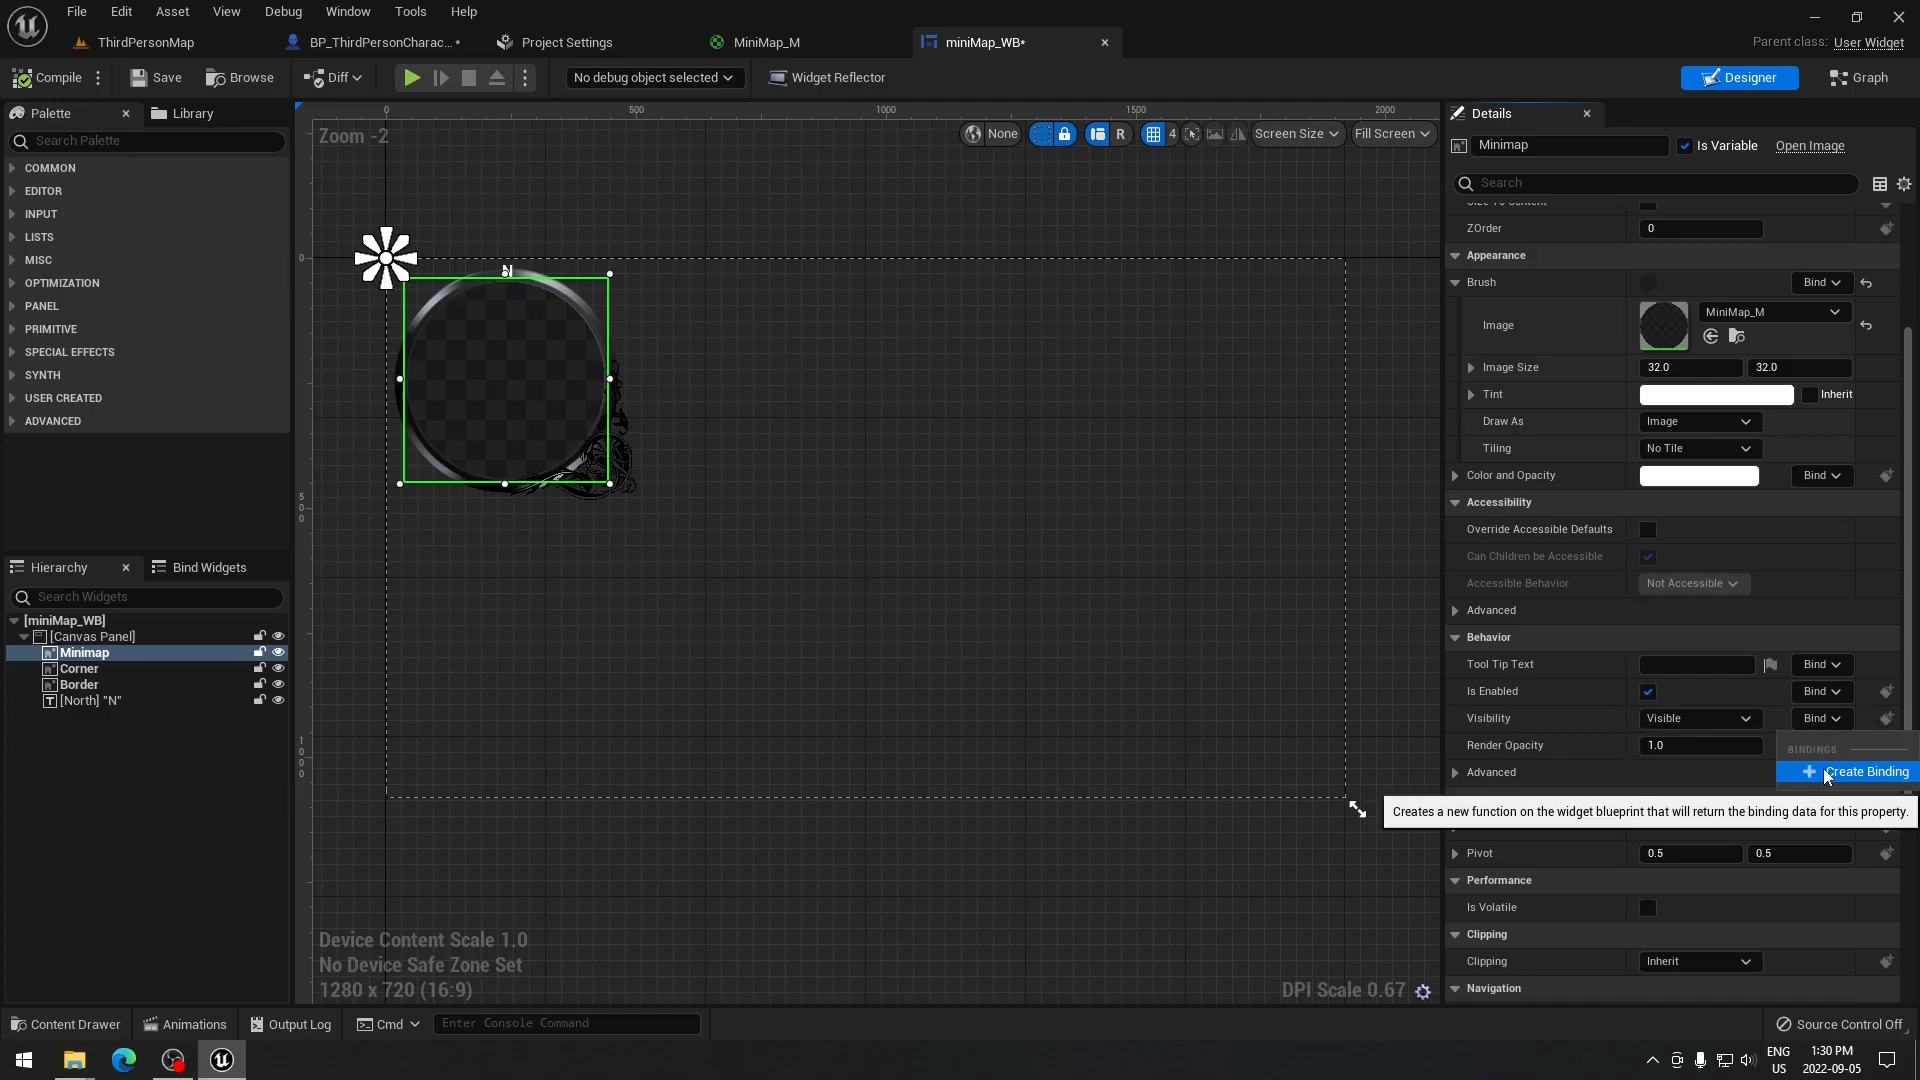 File Edit Asset View Debug Window Tools Help
ThirdPersonMap BP_ThirdPersonCharac... * Project Settings MiniMap_M miniMap_WB*
Parent class: User Widget
Compile Save Browse Diff No debug object selected Widget Reflector Designer Graph
Palette Library
Search Palette
COMMON
EDITOR
INPUT
LISTS
MISC
OPTIMIZATION
PANEL
PRIMITIVE
SPECIAL EFFECTS
SYNTH
USER CREATED
ADVANCED
Hierarchy Bind Widgets
Search Widgets
[miniMap_WB]
[Canvas Panel]
Minimap
Corner
Border
[North] "N"
0 500 1000 1500 2000
Zoom -2
None R 4 Screen Size Fill Screen
0
500
1000
N
Device Content Scale 1.0
No Device Safe Zone Set
1280 x 720 (16:9)
DPI Scale 0.67
Details
Minimap Is Variable Open Image
Search
ZOrder 0
Appearance
Brush Bind
Image MiniMap_M
Image Size 32.0 32.0
Tint Inherit
Draw As Image
Tiling No Tile
Color and Opacity Bind
Accessibility
Override Accessible Defaults
Can Children be Accessible
Accessible Behavior Not Accessible
Advanced
Behavior
Tool Tip Text Bind
Is Enabled Bind
Visibility Visible Bind
Render Opacity 1.0
BINDINGS
Create Binding
Advanced
Creates a new function on the widget blueprint that will return the binding data for this property.
Pivot 0.5 0.5
Performance
Is Volatile
Clipping
Clipping Inherit
Navigation
Content Drawer Animations Output Log Cmd Enter Console Command Source Control Off
ENG
US
1:30 PM
2022-09-05